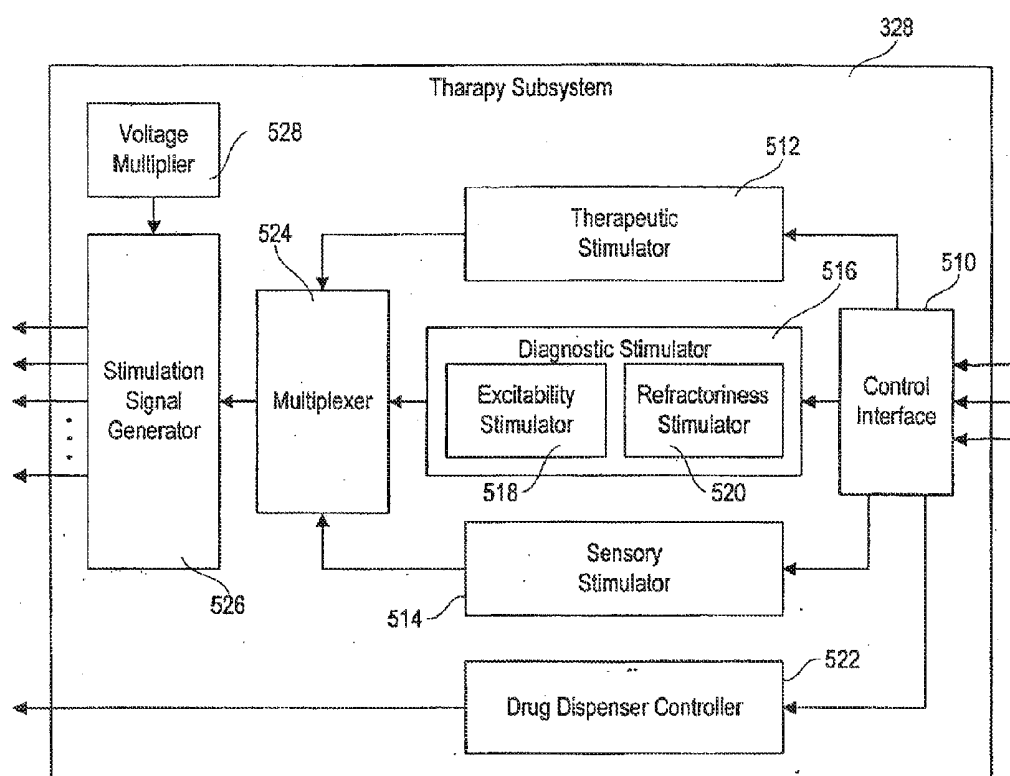 328
Tharapy Subsystem
Voltage
Multiplier
528
512
Therapeutic
Stimulator
524
516
510
Diagnostic Stimulator
Stimulation
Signal
Generator
Multiplexer
Excitability
Stimulator
Refractoriness
Stimulator
Control
Interface
518
520
Sensory
Stimulator
526
514
522
Drug Dispenser Controller